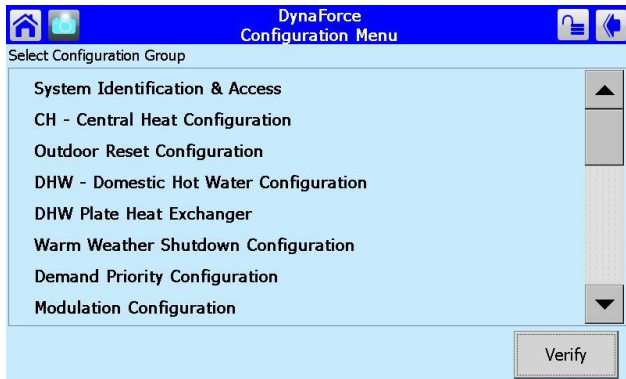 DynaForce
Configuration Menu
Select Configuration Group
System Identification & Access
CH - Central Heat Configuration
Outdoor Reset Configuration
DHW - Domestic Hot Water Configuration
DHW Plate Heat Exchanger
Warm Weather Shutdown Configuration
Demand Priority Configuration
Modulation Configuration
Verify